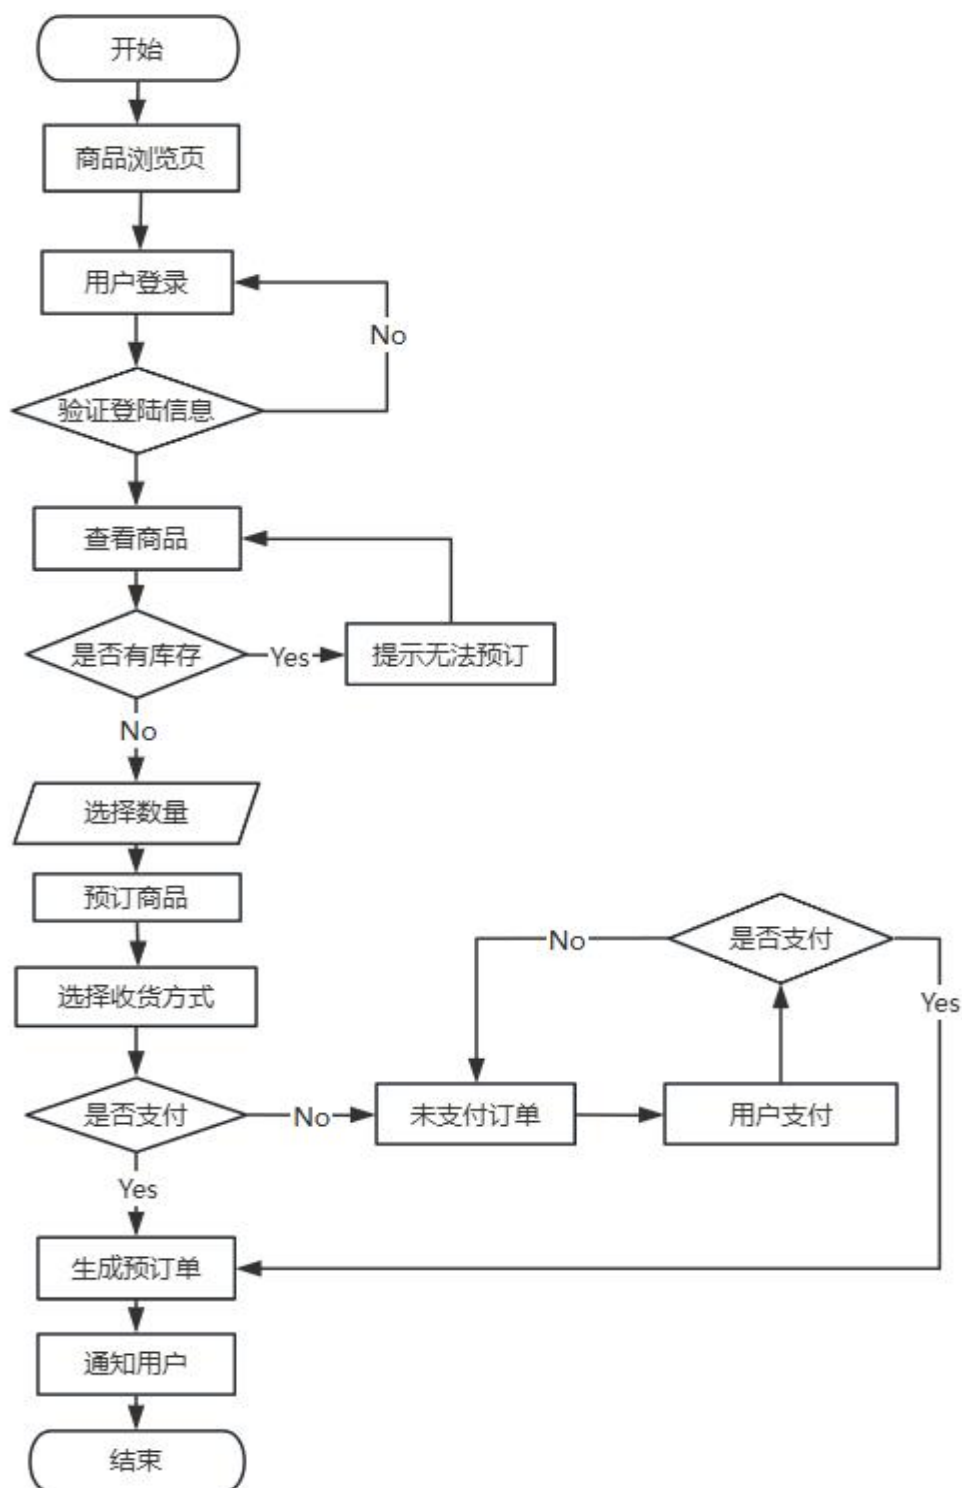 开始
商品浏览页
用户登录
No
验证登陆信息
查看商品
是否有库存
Yes
提示无法预订
No
选择数量
预订商品
No
是否支付
选择收货方式
Yes
是否支付
No
未支付订单
用户支付
Yes
生成预订单
通知用户
结束